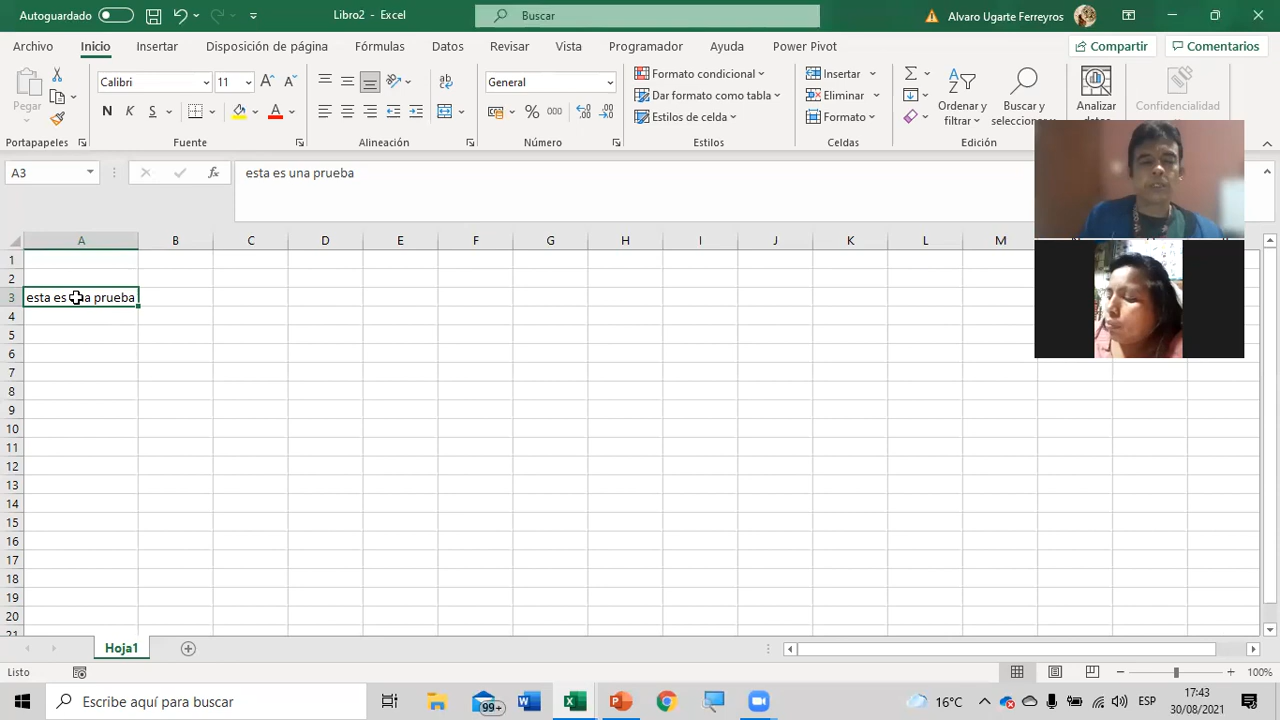 Autoguardado
Libro2 - Excel
Buscar
Alvaro Ugarte Ferreyros
Archivo Inicio Insertar Disposición de página Fórmulas Datos Revisar Vista Programador Ayuda Power Pivot
Compartir Comentarios
Pegar
Portapapeles
Calibri 11
N K S
Fuente
Alineación
General
% 000
Número
Formato condicional
Dar formato como tabla
Estilos de celda
Estilos
Insertar
Eliminar
Formato
Celdas
Ordenar y filtrar
Buscar y seleccionar
Edición
Analizar datos
Confidencialidad
A3 fx esta es una prueba
A B C D E F G H I J K L M
1
2
3 esta es una prueba
4
5
6
7
8
9
10
11
12
13
14
15
16
17
18
19
20
21
Hoja1
Listo 100%
Escribe aquí para buscar 99+ 16°C ESP 17:43
30/08/2021